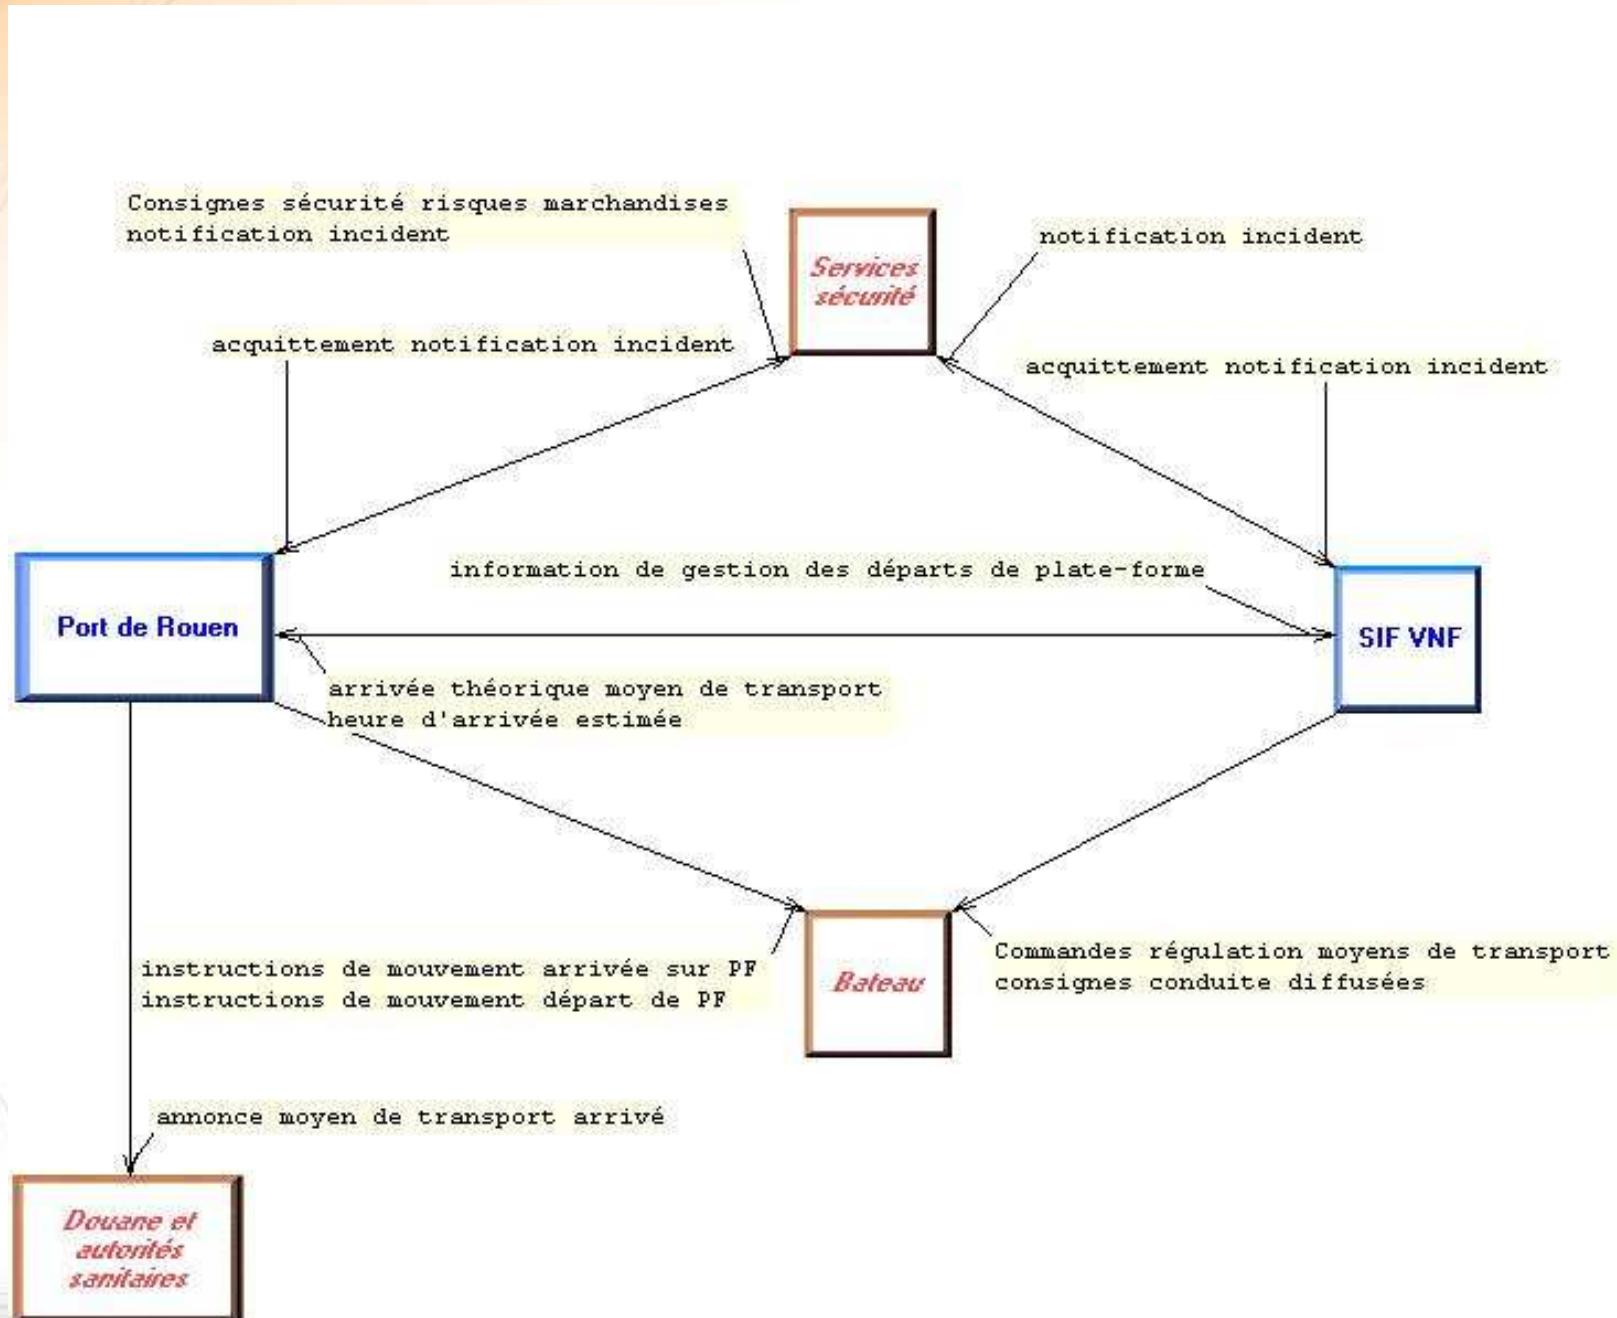 Consignes sécurité risques marchandises
notification incident
Services
sécurité
notification incident
acquittement notification incident
acquittement notification incident
information de gestion des départs de plate-forme
Port de Rouen
SIF VNF
arrivée théorique moyen de transport
heure d'arrivée estimée
instructions de mouvement arrivée sur PF
instructions de mouvement départ de PF
Bateau
Commandes régulation moyens de transport
consignes conduite diffusées
annonce moyen de transport arrivé
Douane et
autorités
sanitaires